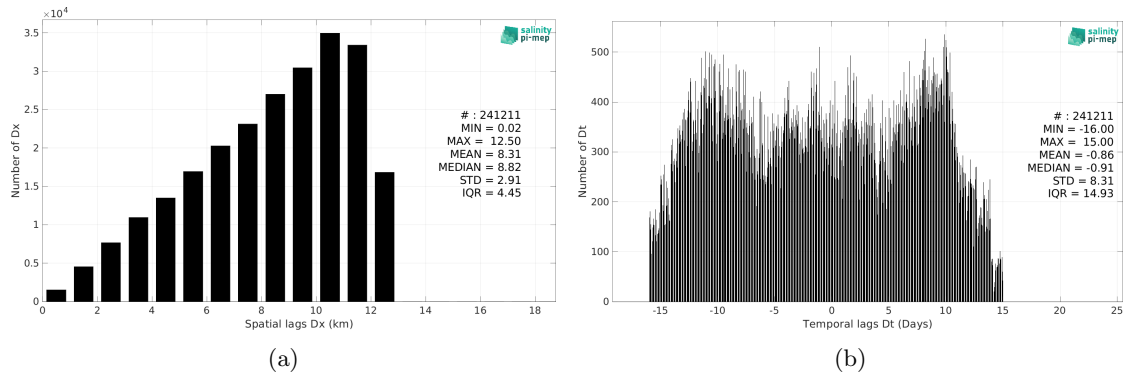 ×10⁴
3.5
3
2.5
2
1.5
1
0.5
0
0 2 4 6 8 10 12 14 16 18
Number of Dx
Spatial lags Dx (km)
salinity
pi-mep
# : 241211
MIN = 0.02
MAX = 12.50
MEAN = 8.31
MEDIAN = 8.82
STD = 2.91
IQR = 4.45
(a)
500
400
300
200
100
0
-15 -10 -5 0 5 10 15 20 25
Number of Dt
Temporal lags Dt (Days)
salinity
pi-mep
# : 241211
MIN = -16.00
MAX = 15.00
MEAN = -0.86
MEDIAN = -0.91
STD = 8.31
IQR = 14.93
(b)